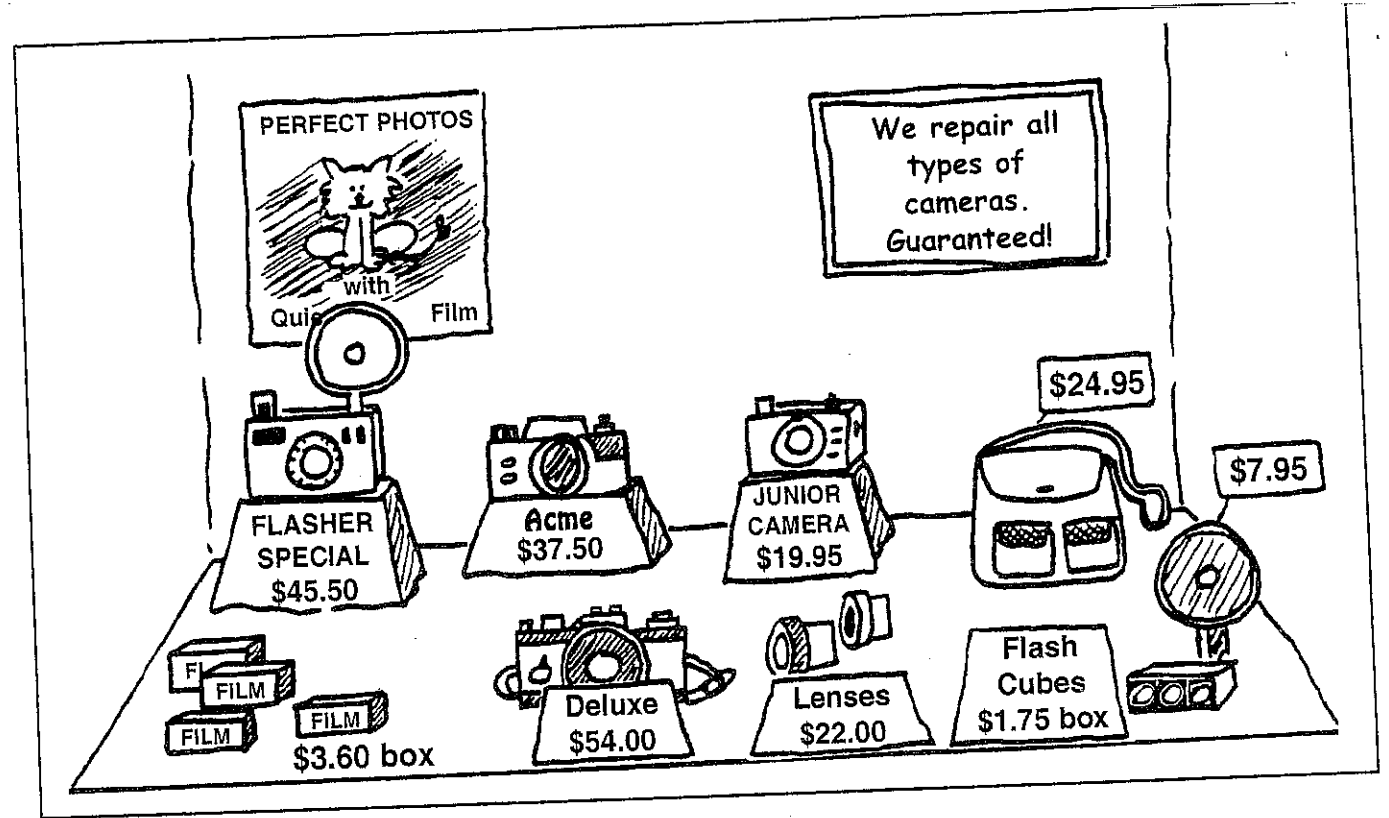 PERFECT PHOTOS
with
Film
We repair all
types of
cameras.
Guaranteed!
$24.95
$7.95
FLASHER
SPECIAL
$45.50
Acme
$37.50
JUNIOR
CAMERA
$19.95
FILM
FILM
FILM
$3.60 box
Deluxe
$54.00
Lenses
$22.00
Flash
Cubes
$1.75 box